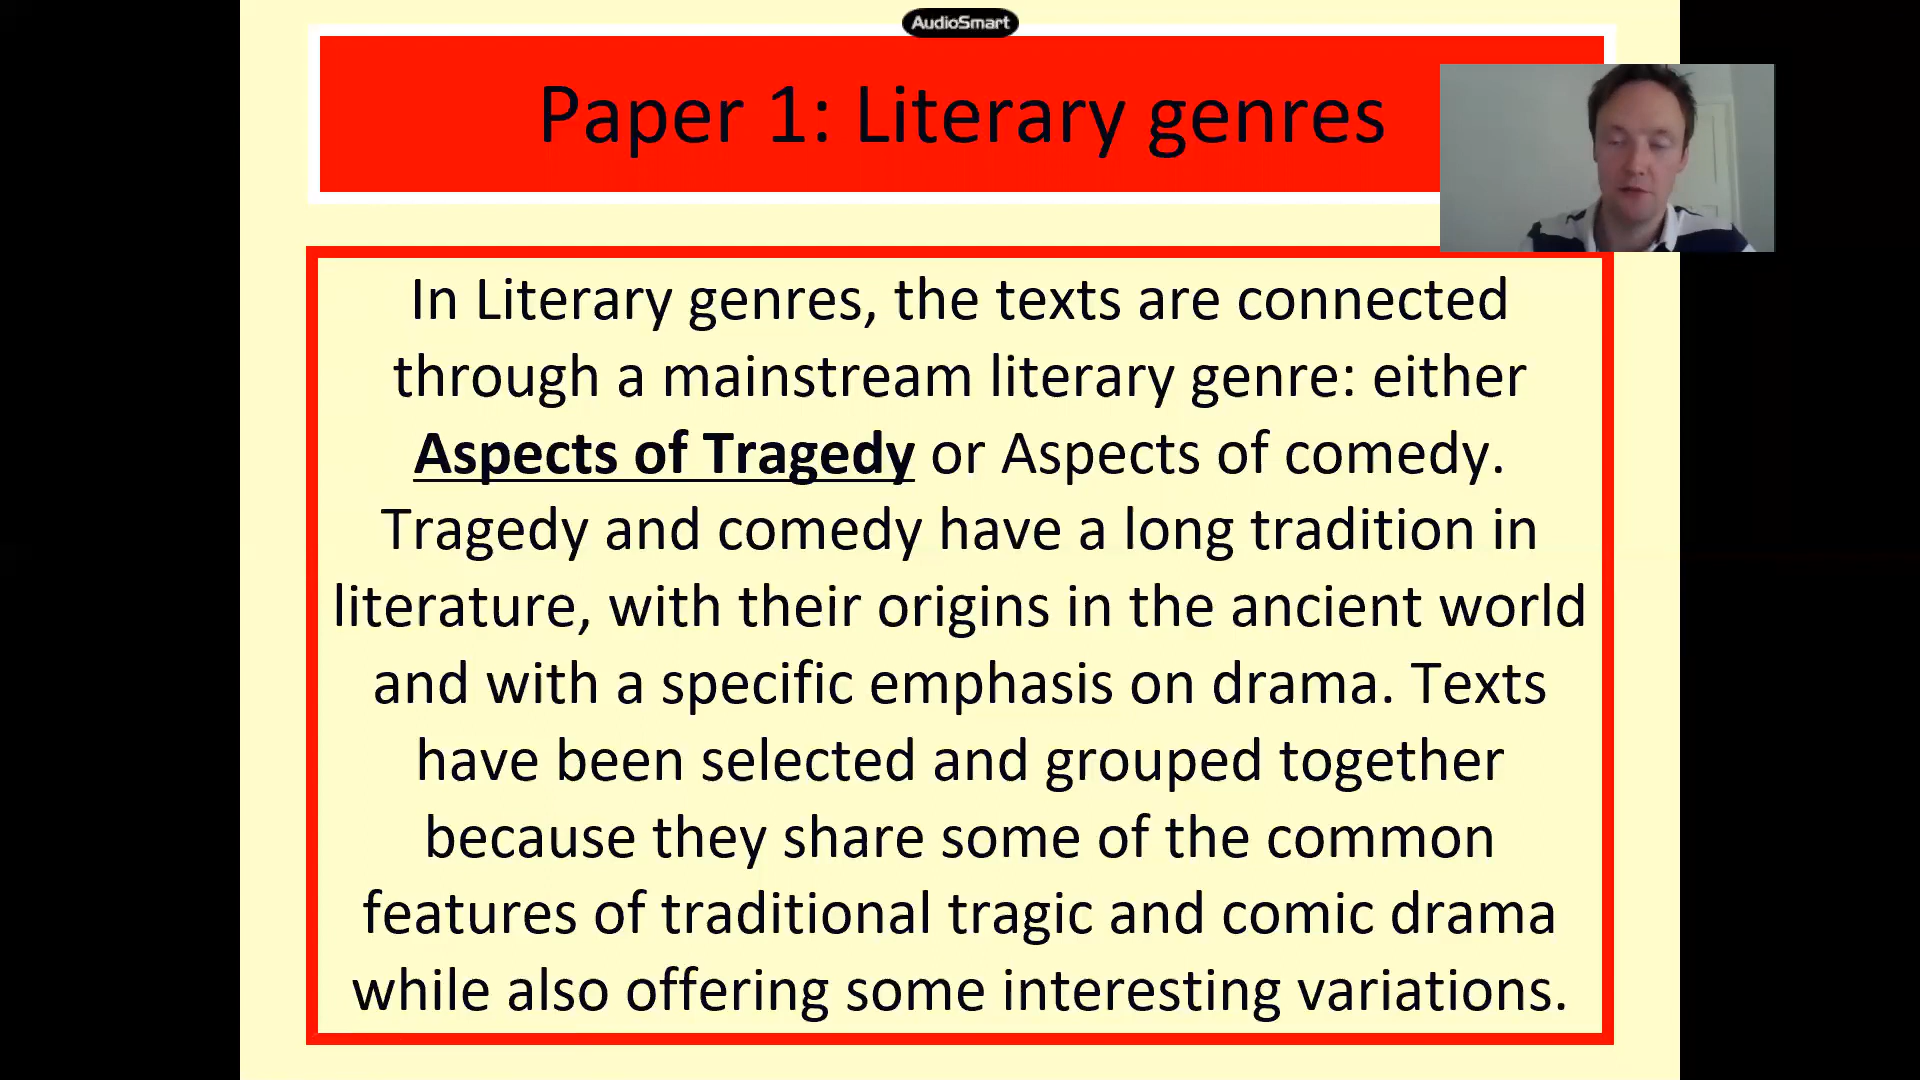 AudioSmart
Paper 1: Literary genres
In Literary genres, the texts are connected
through a mainstream literary genre: either
Aspects of Tragedy or Aspects of comedy.
Tragedy and comedy have a long tradition in
literature, with their origins in the ancient world
and with a specific emphasis on drama. Texts
have been selected and grouped together
because they share some of the common
features of traditional tragic and comic drama
while also offering some interesting variations.